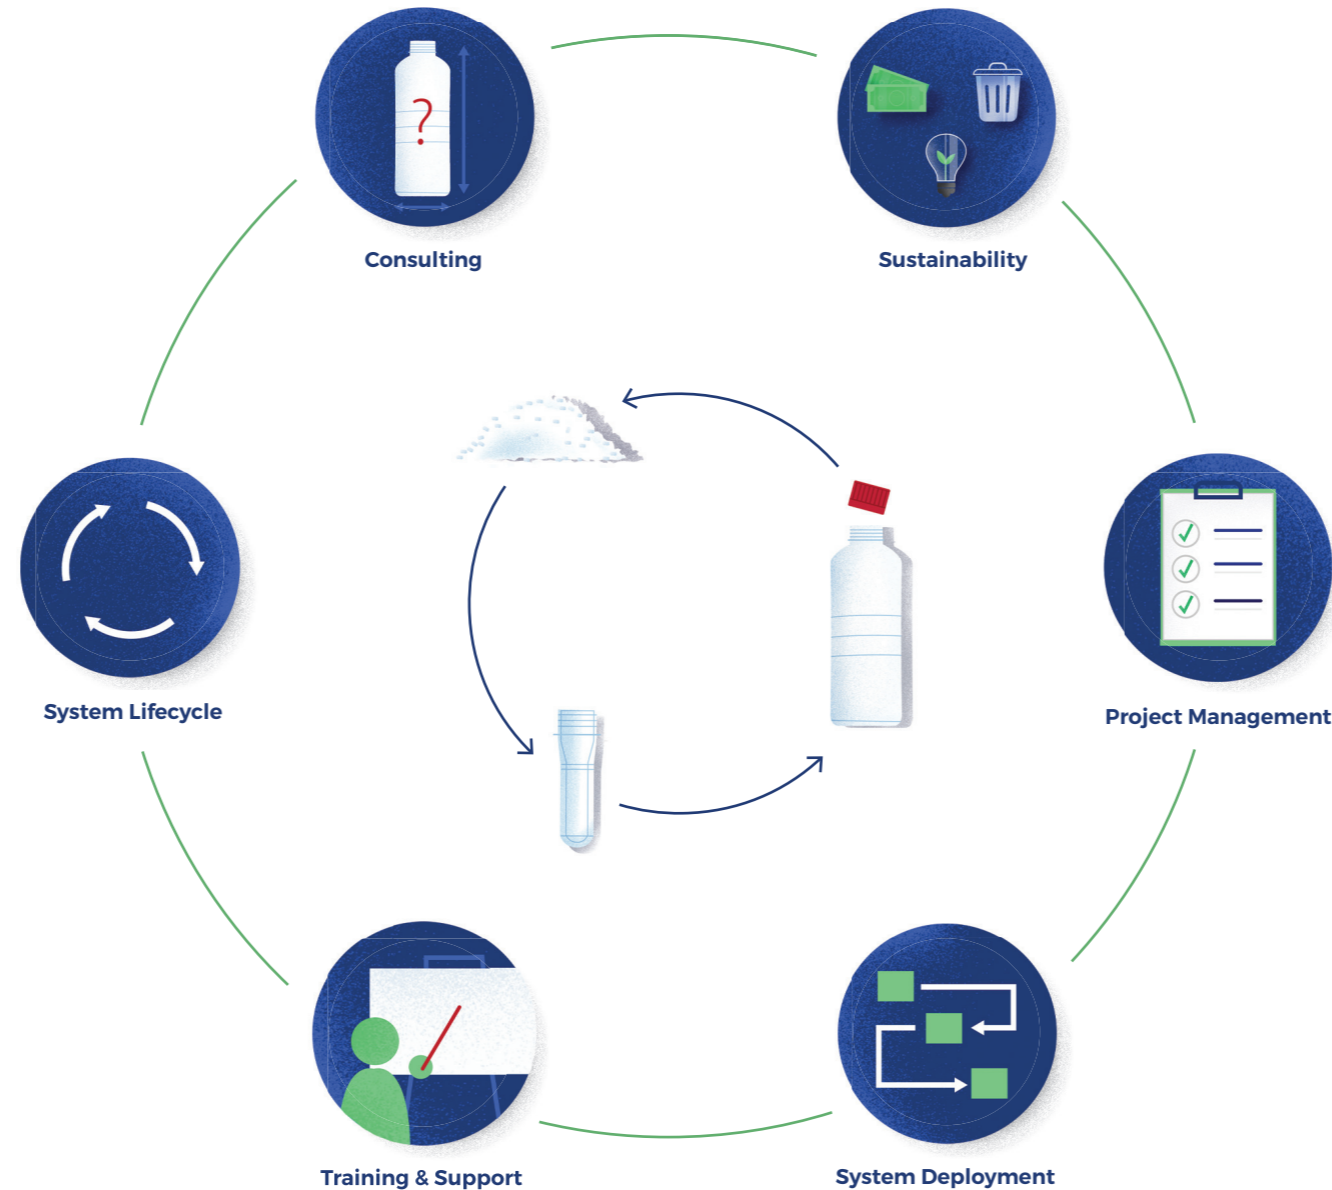 ?
Consulting
Sustainability
System Lifecycle
Project Management
Training & Support
System Deployment